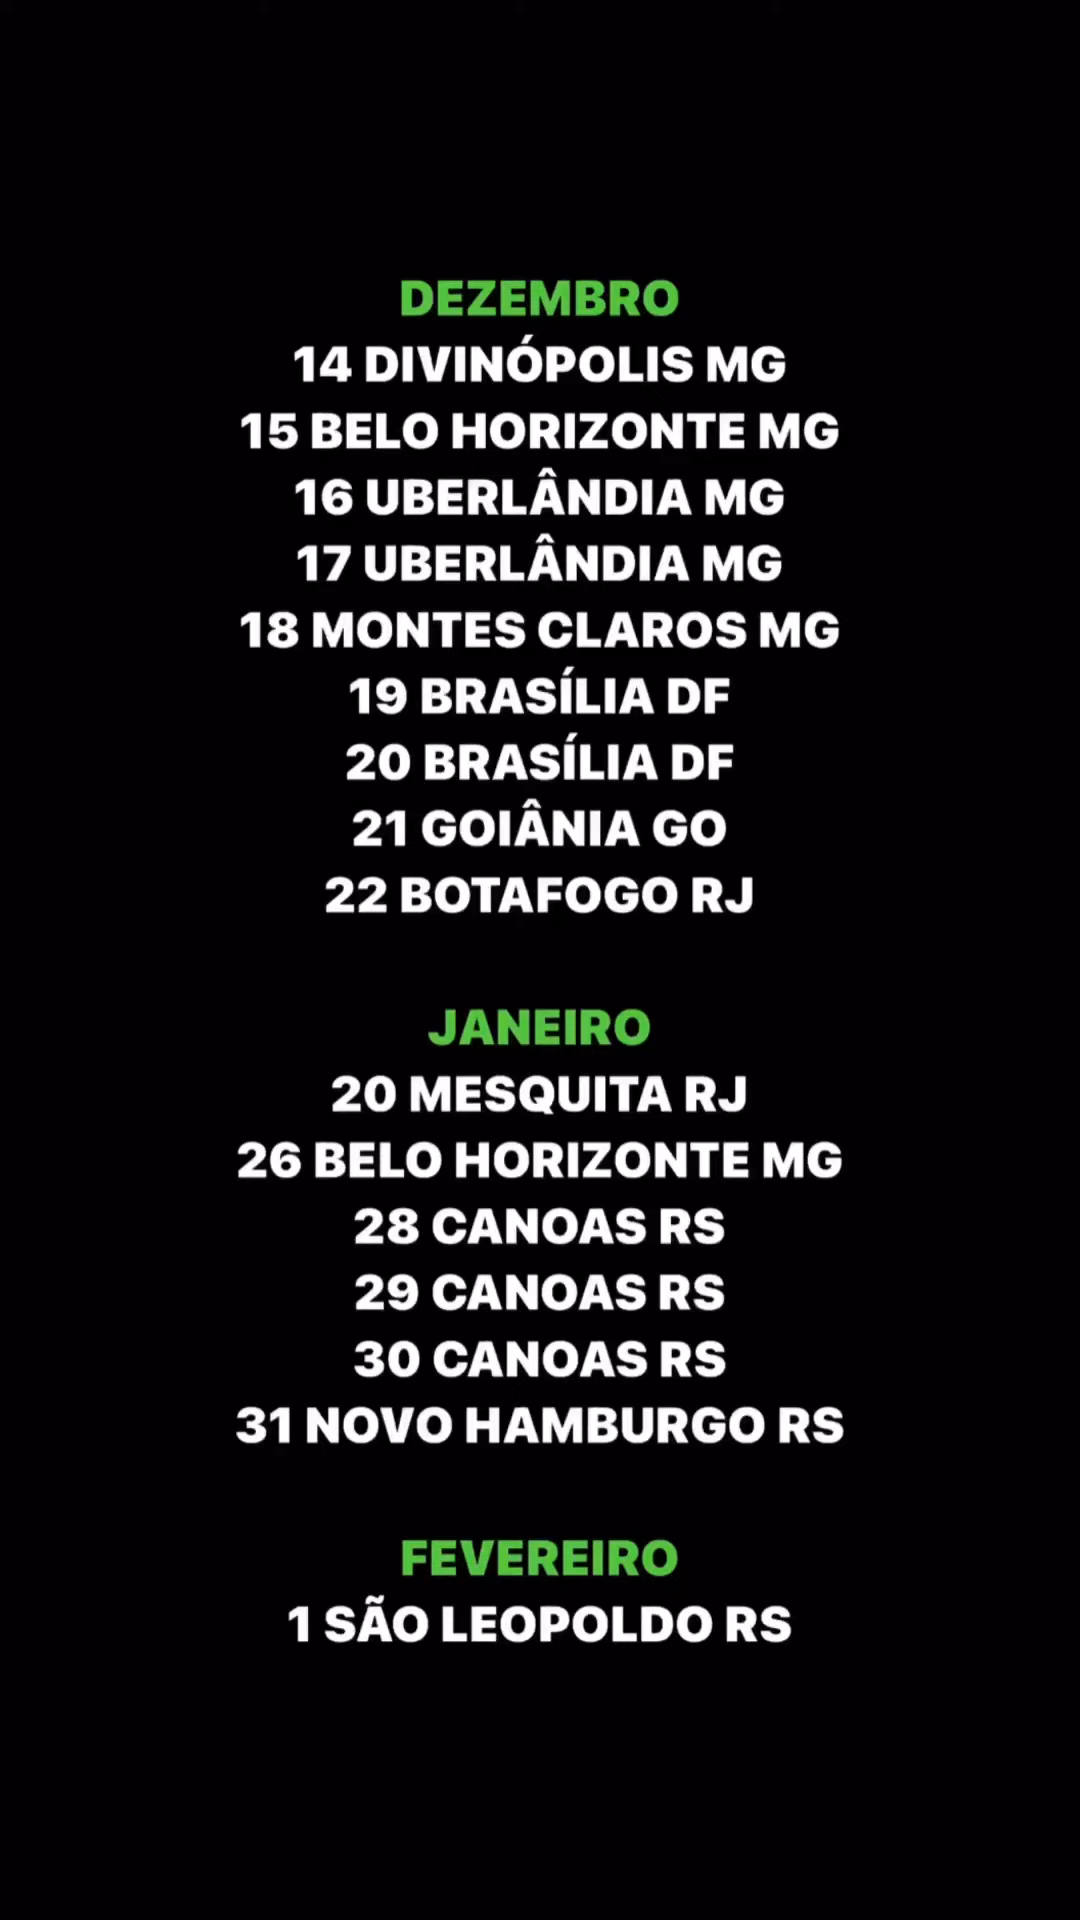 DEZEMBRO
14 DIVINÓPOLIS MG
15 BELO HORIZONTE MG
16 UBERLÂNDIA MG
17 UBERLÂNDIA MG
18 MONTES CLAROS MG
19 BRASÍLIA DF
20 BRASÍLIA DF
21 GOIÂNIA GO
22 BOTAFOGO RJ
JANEIRO
20 MESQUITA RJ
26 BELO HORIZONTE MG
28 CANOAS RS
29 CANOAS RS
30 CANOAS RS
31 NOVO HAMBURGO RS
FEVEREIRO
1 SÃO LEOPOLDO RS